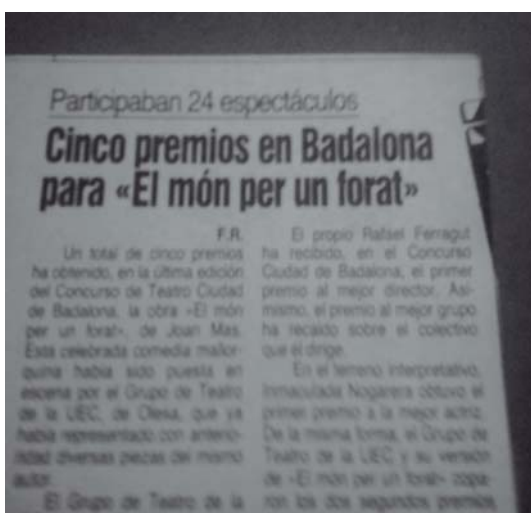 Participaban 24 espectáculos
Cinco premios en Badalona
para «El món per un forat»
F.R.
Un total de cinco premios
ha obtenido, en la última edición
del Concurso de Teatro Ciudad
de Badalona, la obra «El món
per un forat», de Joan Mas.
Esta celebrada comedia mallor-
quina había sido puesta en
escena por el Grupo de Teatro
de la UEC, de Olesa, que ya
había representado con anterio-
ridad diversas piezas del mismo
autor.
El Grupo de Teatro de la
El propio Rafael Ferragut
ha recibido, en el Concurso
Ciudad de Badalona, el primer
premio al mejor director. Asi-
mismo, el premio al mejor grupo
ha recaído sobre el colectivo
que él dirige.
En el terreno interpretativo,
Inmaculada Nogarera obtuvo el
primer premio a la mejor actriz.
De la misma forma, el Grupo de
Teatro de la UEC y su versión
de «El món per un forat» copa-
ron los dos segundos premios